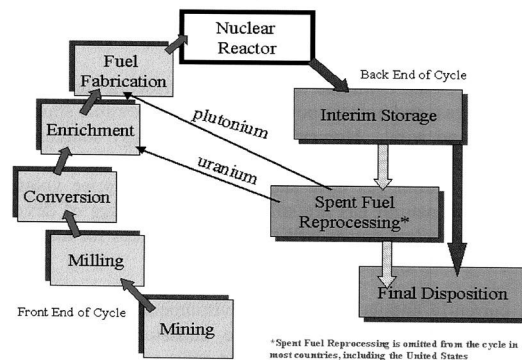 Nuclear
Reactor
Fuel
Fabrication
Back End of Cycle
Interim Storage
plutonium
Enrichment
uranium
Conversion
Spent Fuel
Reprocessing*
Milling
Final Disposition
Front End of Cycle
Mining
*Spent Fuel Reprocessing is omitted from the cycle in
most countries, including the United States